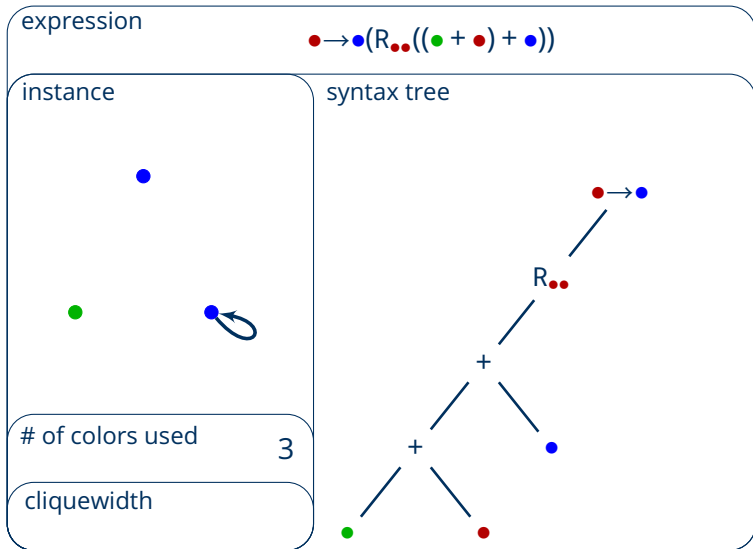 expression
●→●(R●●((● + ●) + ●))
instance
syntax tree
●→●
R●●
+
+
# of colors used
3
cliquewidth